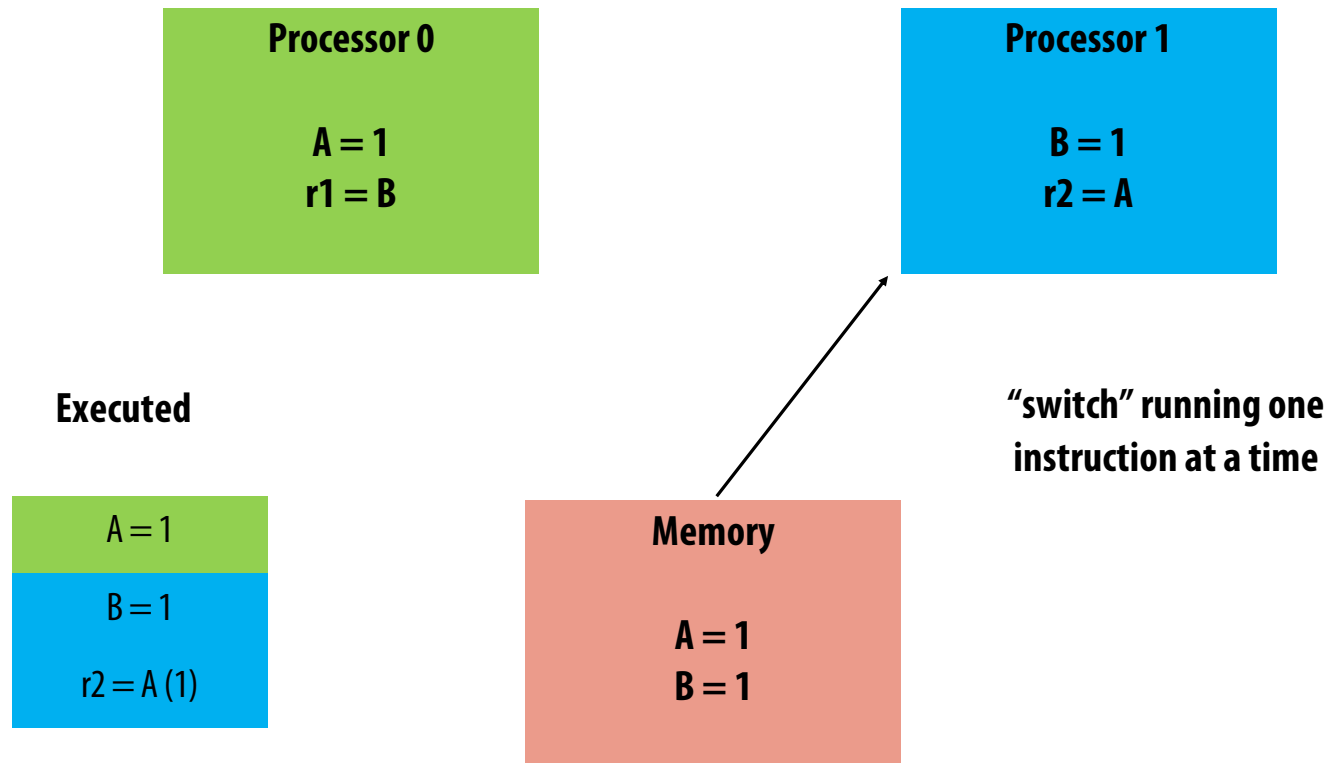 Processor 0
A = 1
r1 = B
Processor 1
B = 1
r2 = A
Executed
A = 1
B = 1
r2 = A (1)
“switch” running one
instruction at a time
Memory
A = 1
B = 1